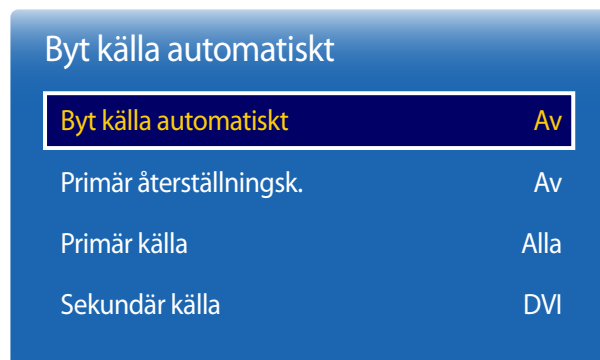 Byt källa automatiskt
Byt källa automatiskt Av
Primär återställningsk. Av
Primär källa Alla
Sekundär källa DVI